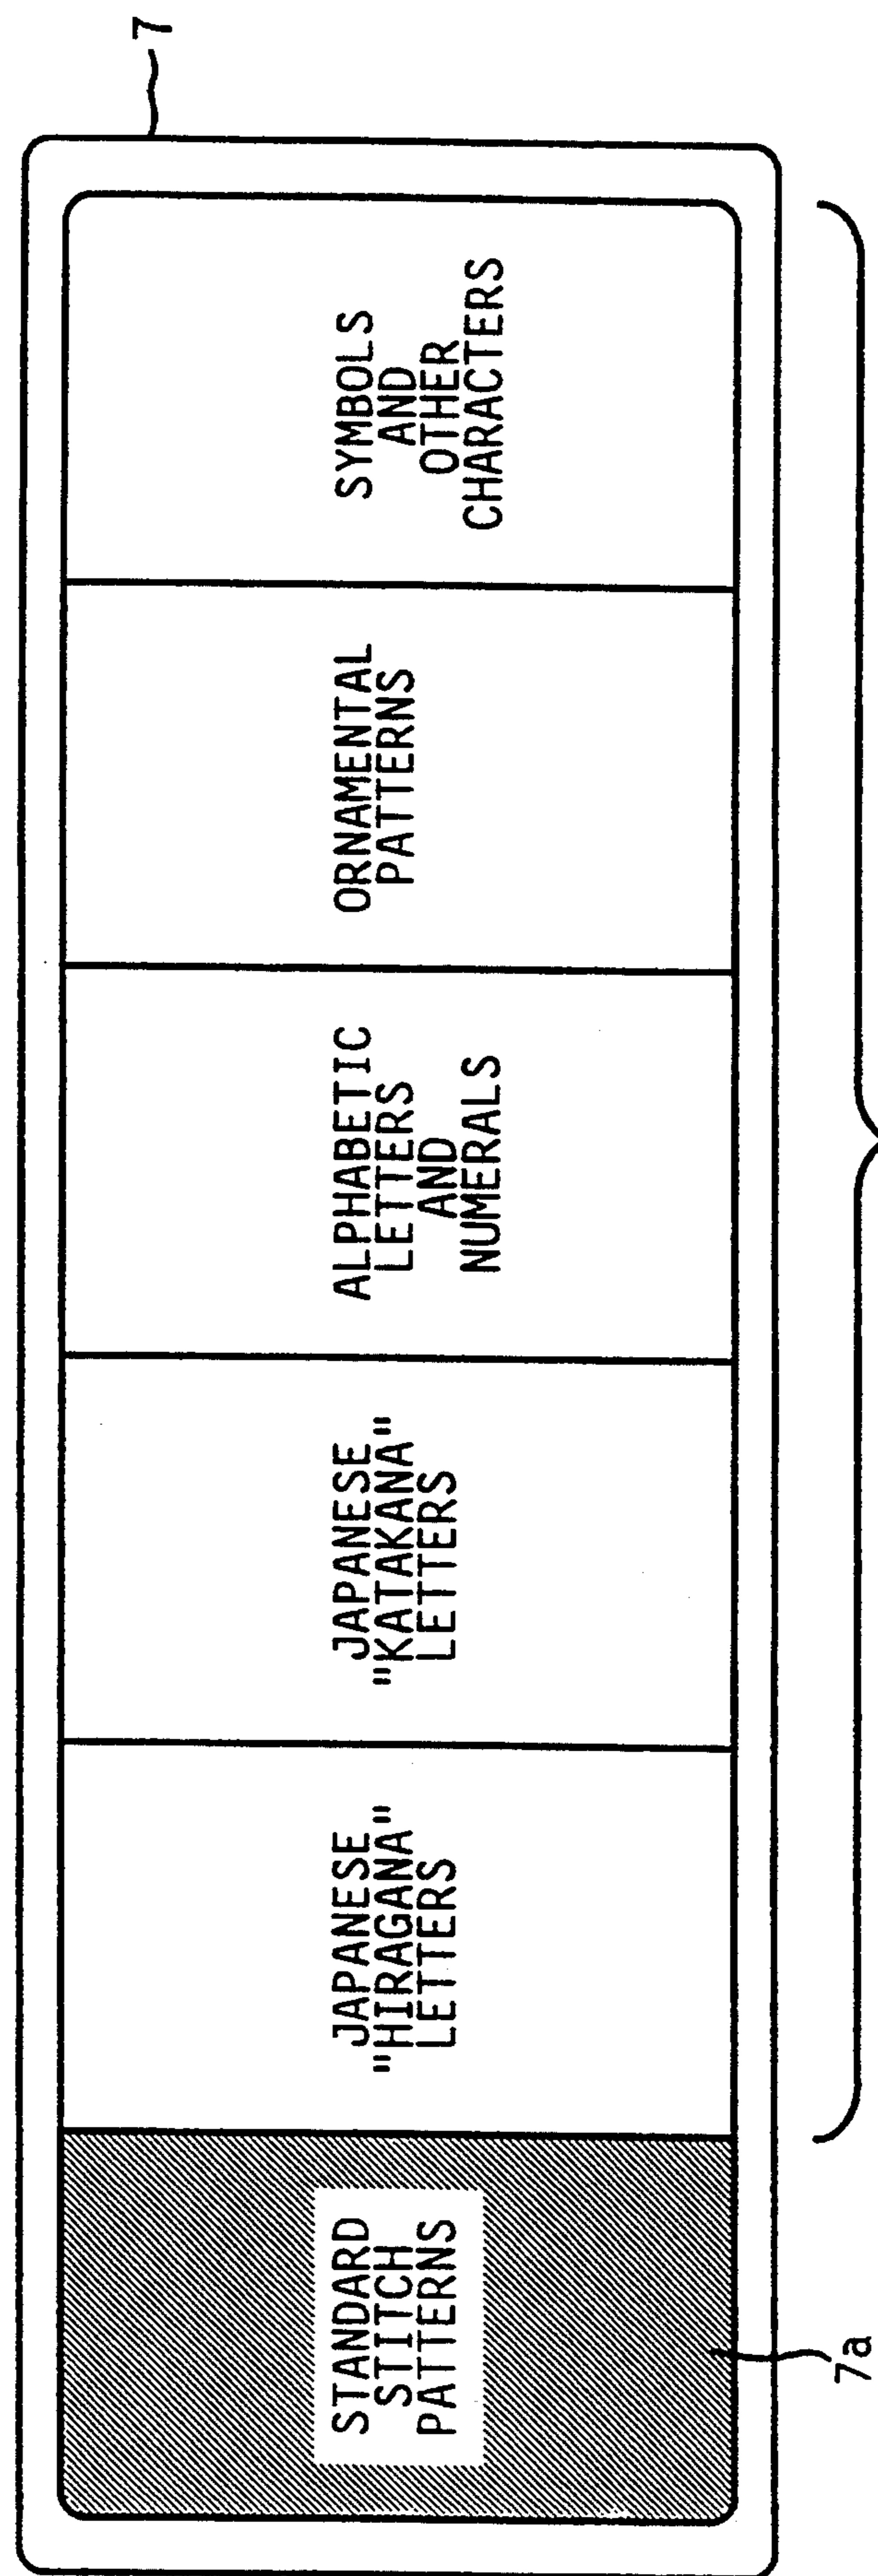 7
STANDARD
STITCH
PATTERNS
JAPANESE
"HIRAGANA"
LETTERS
JAPANESE
"KATAKANA"
LETTERS
ALPHABETIC
LETTERS
AND
NUMERALS
ORNAMENTAL
PATTERNS
SYMBOLS
AND
OTHER
CHARACTERS
7a